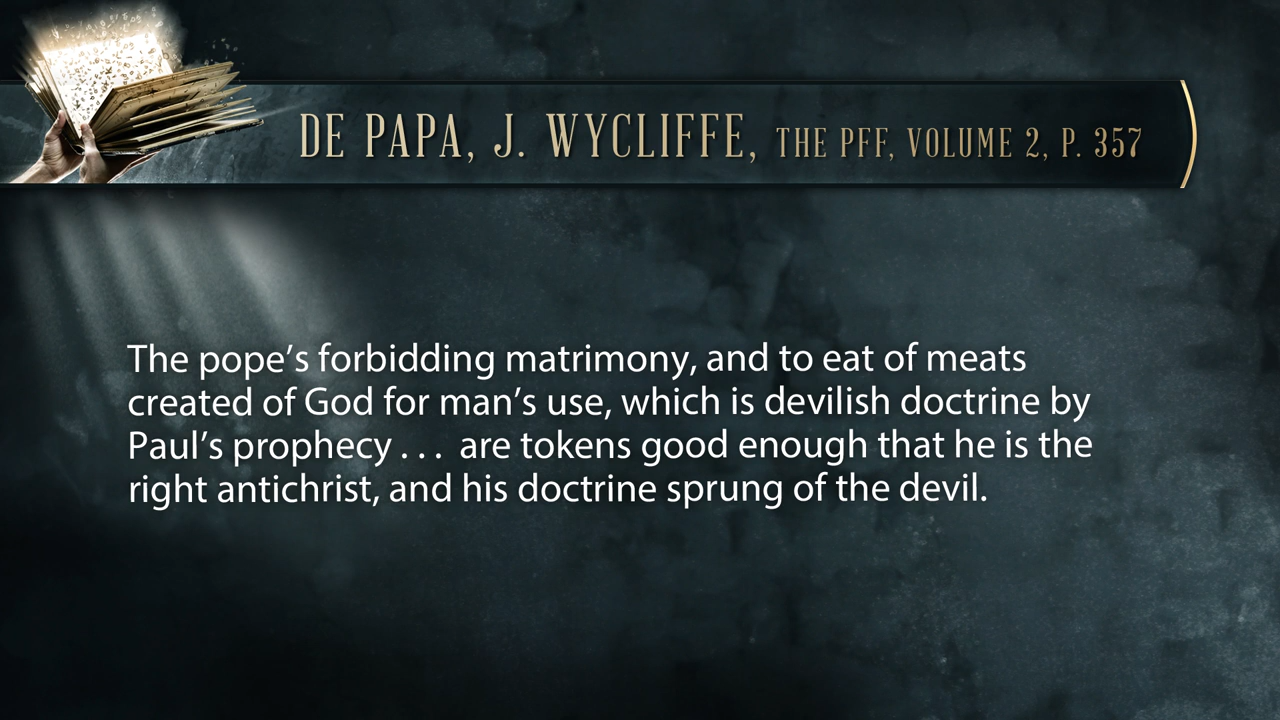 DE PAPA, J. WYCLIFFE, THE PFF, VOLUME 2, P. 357
The pope’s forbidding matrimony, and to eat of meats
created of God for man’s use, which is devilish doctrine by
Paul’s prophecy . . .  are tokens good enough that he is the
right antichrist, and his doctrine sprung of the devil.